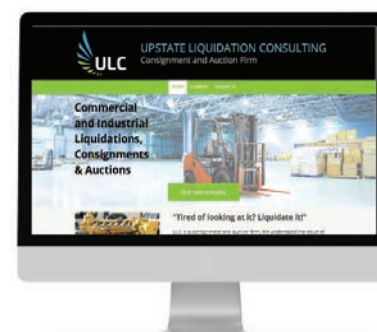 ULC
UPSTATE LIQUIDATION CONSULTING
Consignment and Auction Firm
Commercial
and Industrial
Liquidations,
Consignments
& Auctions
"Tired of looking at it? Liquidate it!"